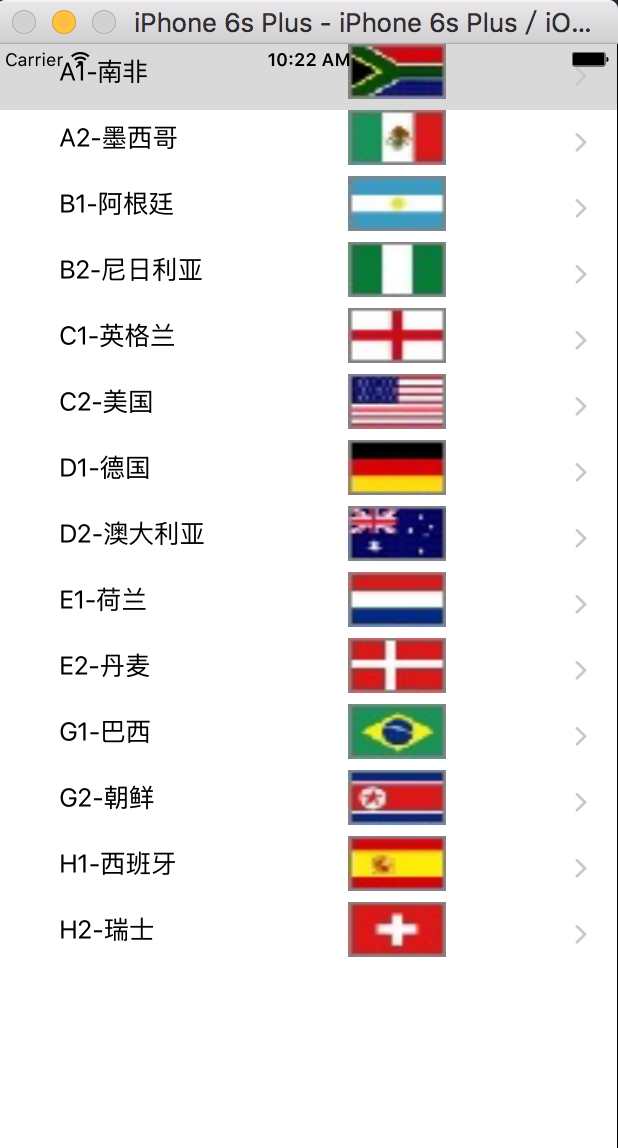 iPhone 6s Plus - iPhone 6s Plus / iO...
Carrier 10:22 AM
A1-南非
A2-墨西哥
B1-阿根廷
B2-尼日利亚
C1-英格兰
C2-美国
D1-德国
D2-澳大利亚
E1-荷兰
E2-丹麦
G1-巴西
G2-朝鲜
H1-西班牙
H2-瑞士